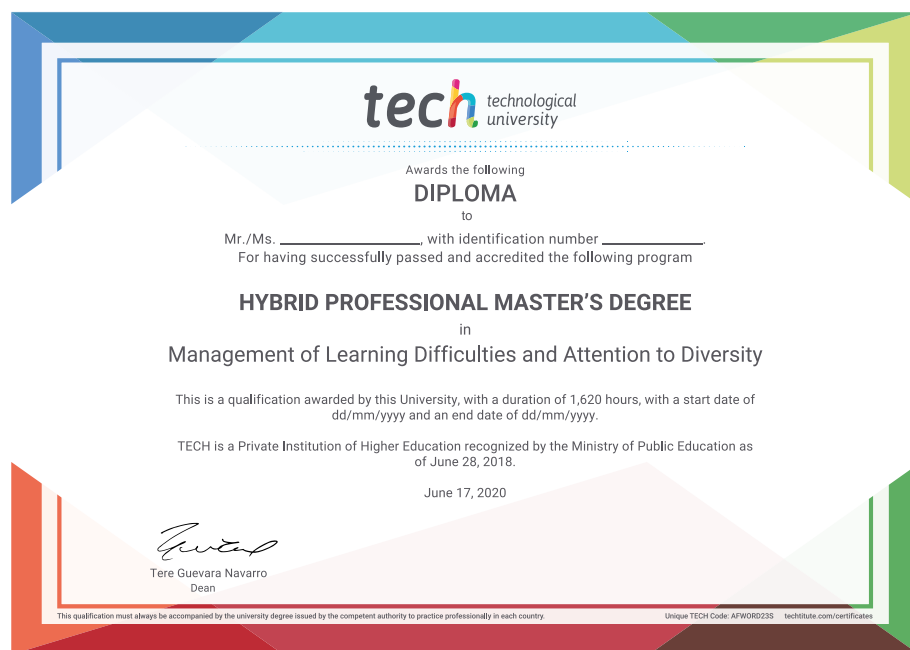 tech technological
university
Awards the following
DIPLOMA
to
Mr./Ms. ____________________, with identification number ______________.
For having successfully passed and accredited the following program
HYBRID PROFESSIONAL MASTER'S DEGREE
in
Management of Learning Difficulties and Attention to Diversity
This is a qualification awarded by this University, with a duration of 1,620 hours, with a start date of
dd/mm/yyyy and an end date of dd/mm/yyyy.
TECH is a Private Institution of Higher Education recognized by the Ministry of Public Education as
of June 28, 2018.
June 17, 2020
Tere Guevara Navarro
Dean
This qualification must always be accompanied by the university degree issued by the competent authority to practice professionally in each country. Unique TECH Code: AFWORD23S techtitute.com/certificates